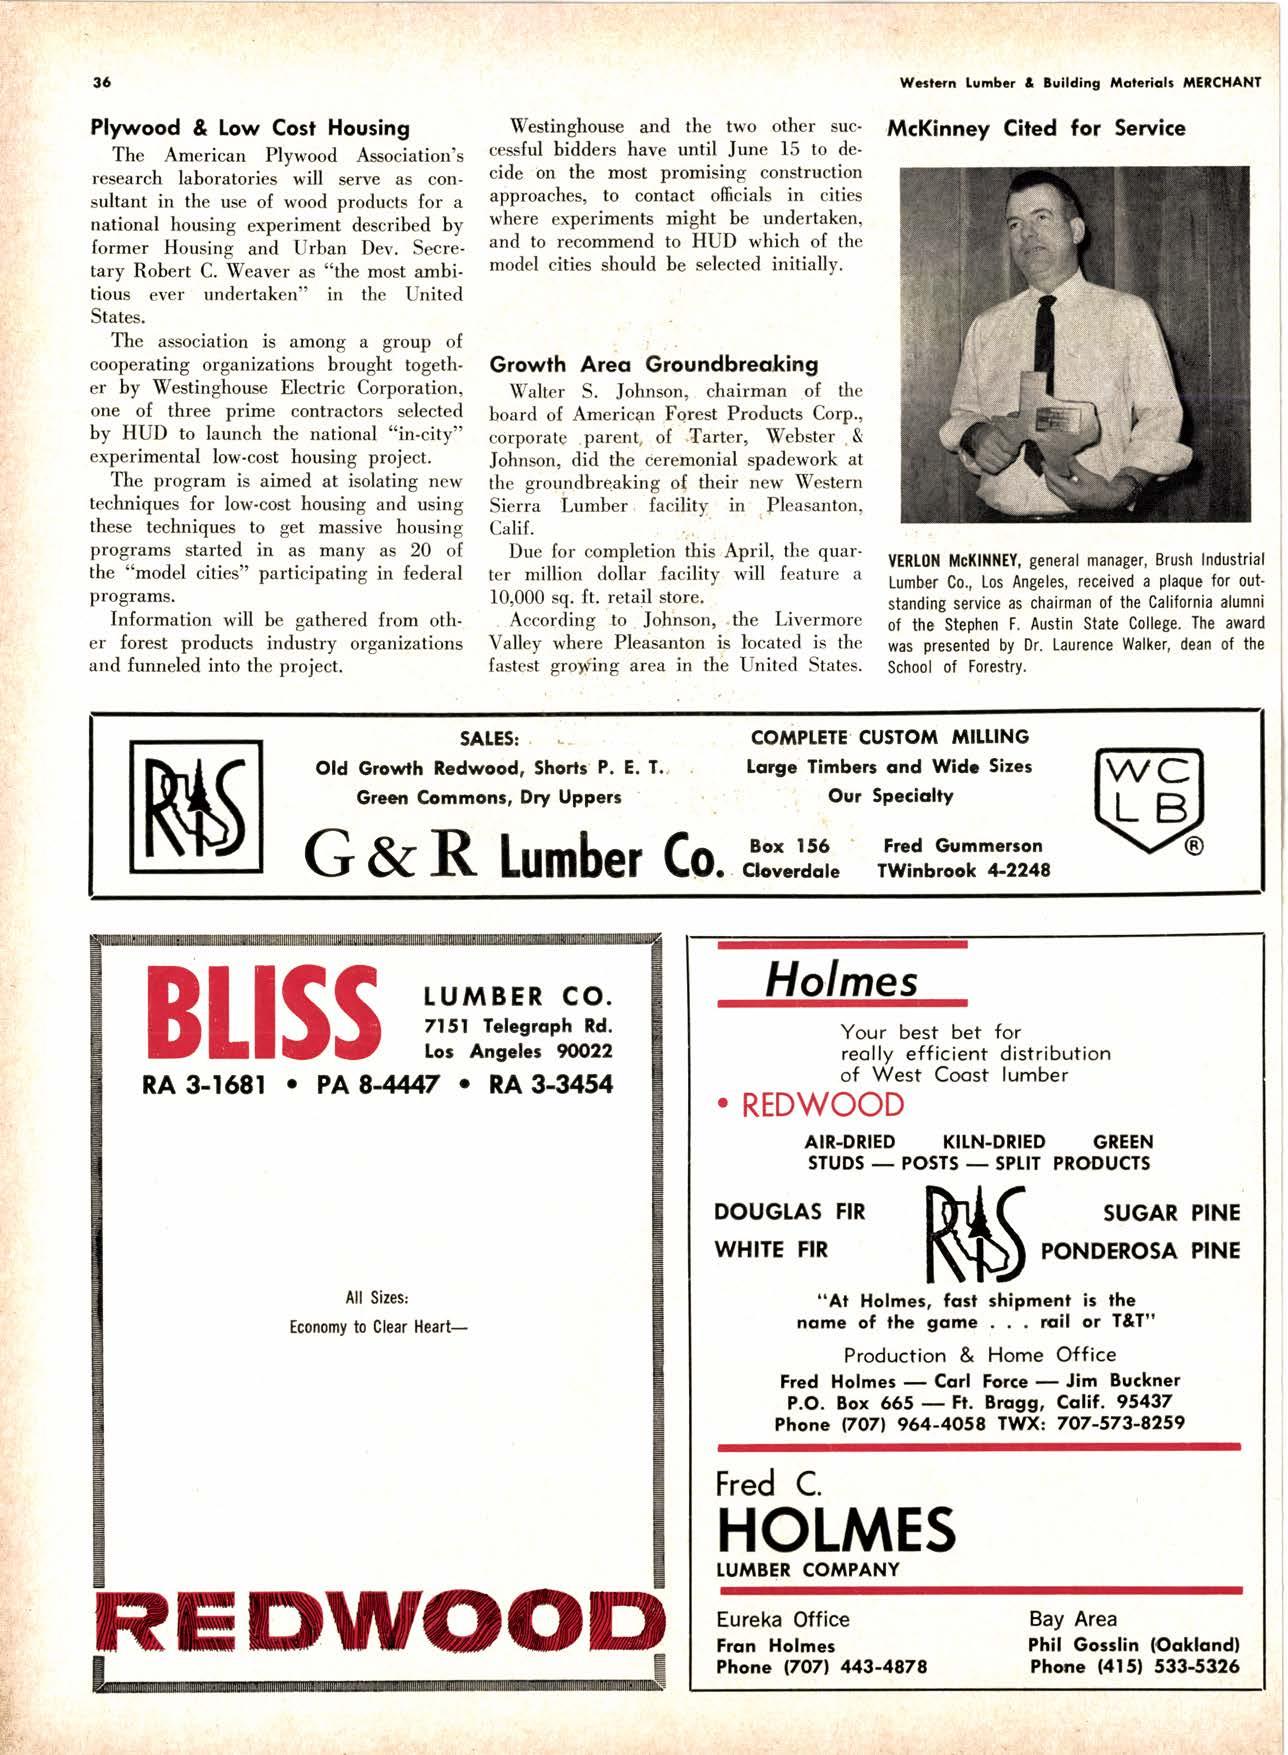 36
Western Lumber & Building Materials MERCHANT
Plywood & Low Cost Housing
The American Plywood Association's
research laboratories will serve as con-
sultant in the use of wood products for a
national housing experiment described by
former Housing and Urban Dev. Secre-
tary Robert C. Weaver as "the most ambi-
tious ever undertaken" in the United
States.
The association is among a group of
cooperating organizations brought togeth-
er by Westinghouse Electric Corporation,
one of three prime contractors selected
by HUD to launch the national "in-city"
experimental low-cost housing project.
The program is aimed at isolating new
techniques for low-cost housing and using
these techniques to get massive housing
programs started in as many as 20 of
the "model cities" participating in federal
programs.
Information will be gathered from oth-
er forest products industry organizations
and funneled into the project.
Westinghouse and the two other suc-
cessful bidders have until June 15 to de-
cide on the most promising construction
approaches, to contact officials in cities
where experiments might be undertaken,
and to recommend to HUD which of the
model cities should be selected initially.
Growth Area Groundbreaking
Walter S. Johnson, chairman of the
board of American Forest Products Corp.,
corporate parent, of Tarter, Webster &
Johnson, did the ceremonial spadework at
the groundbreaking of their new Western
Sierra Lumber facility in Pleasanton,
Calif.
Due for completion this April, the quar-
ter million dollar facility will feature a
10,000 sq. ft. retail store.
According to Johnson, the Livermore
Valley where Pleasanton is located is the
fastest growing area in the United States.
McKinney Cited for Service
VERLON McKINNEY, general manager, Brush Industrial
Lumber Co., Los Angeles, received a plaque for out-
standing service as chairman of the California alumni
of the Stephen F. Austin State College. The award
was presented by Dr. Laurence Walker, dean of the
School of Forestry.
RIS
SALES:
Old Growth Redwood, Shorts P. E. T.
Green Commons, Dry Uppers
COMPLETE CUSTOM MILLING
Large Timbers and Wide Sizes
Our Specialty
G & R Lumber Co.
Box 156
Cloverdale
Fred Gummerson
TWinbrook 4-2248
WC
LB
®
BLISS
LUMBER CO.
7151 Telegraph Rd.
Los Angeles 90022
RA 3-1681 • PA 8-4447 • RA 3-3454
All Sizes:
Economy to Clear Heart—
REDWOOD
Holmes
Your best bet for
really efficient distribution
of West Coast lumber
• REDWOOD
AIR-DRIED KILN-DRIED GREEN
STUDS — POSTS — SPLIT PRODUCTS
DOUGLAS FIR
WHITE FIR
RIS
SUGAR PINE
PONDEROSA PINE
"At Holmes, fast shipment is the
name of the game . . . rail or T&T"
Production & Home Office
Fred Holmes — Carl Force — Jim Buckner
P.O. Box 665 — Ft. Bragg, Calif. 95437
Phone (707) 964-4058 TWX: 707-573-8259
Fred C.
HOLMES
LUMBER COMPANY
Eureka Office
Fran Holmes
Phone (707) 443-4878
Bay Area
Phil Gosslin (Oakland)
Phone (415) 533-5326